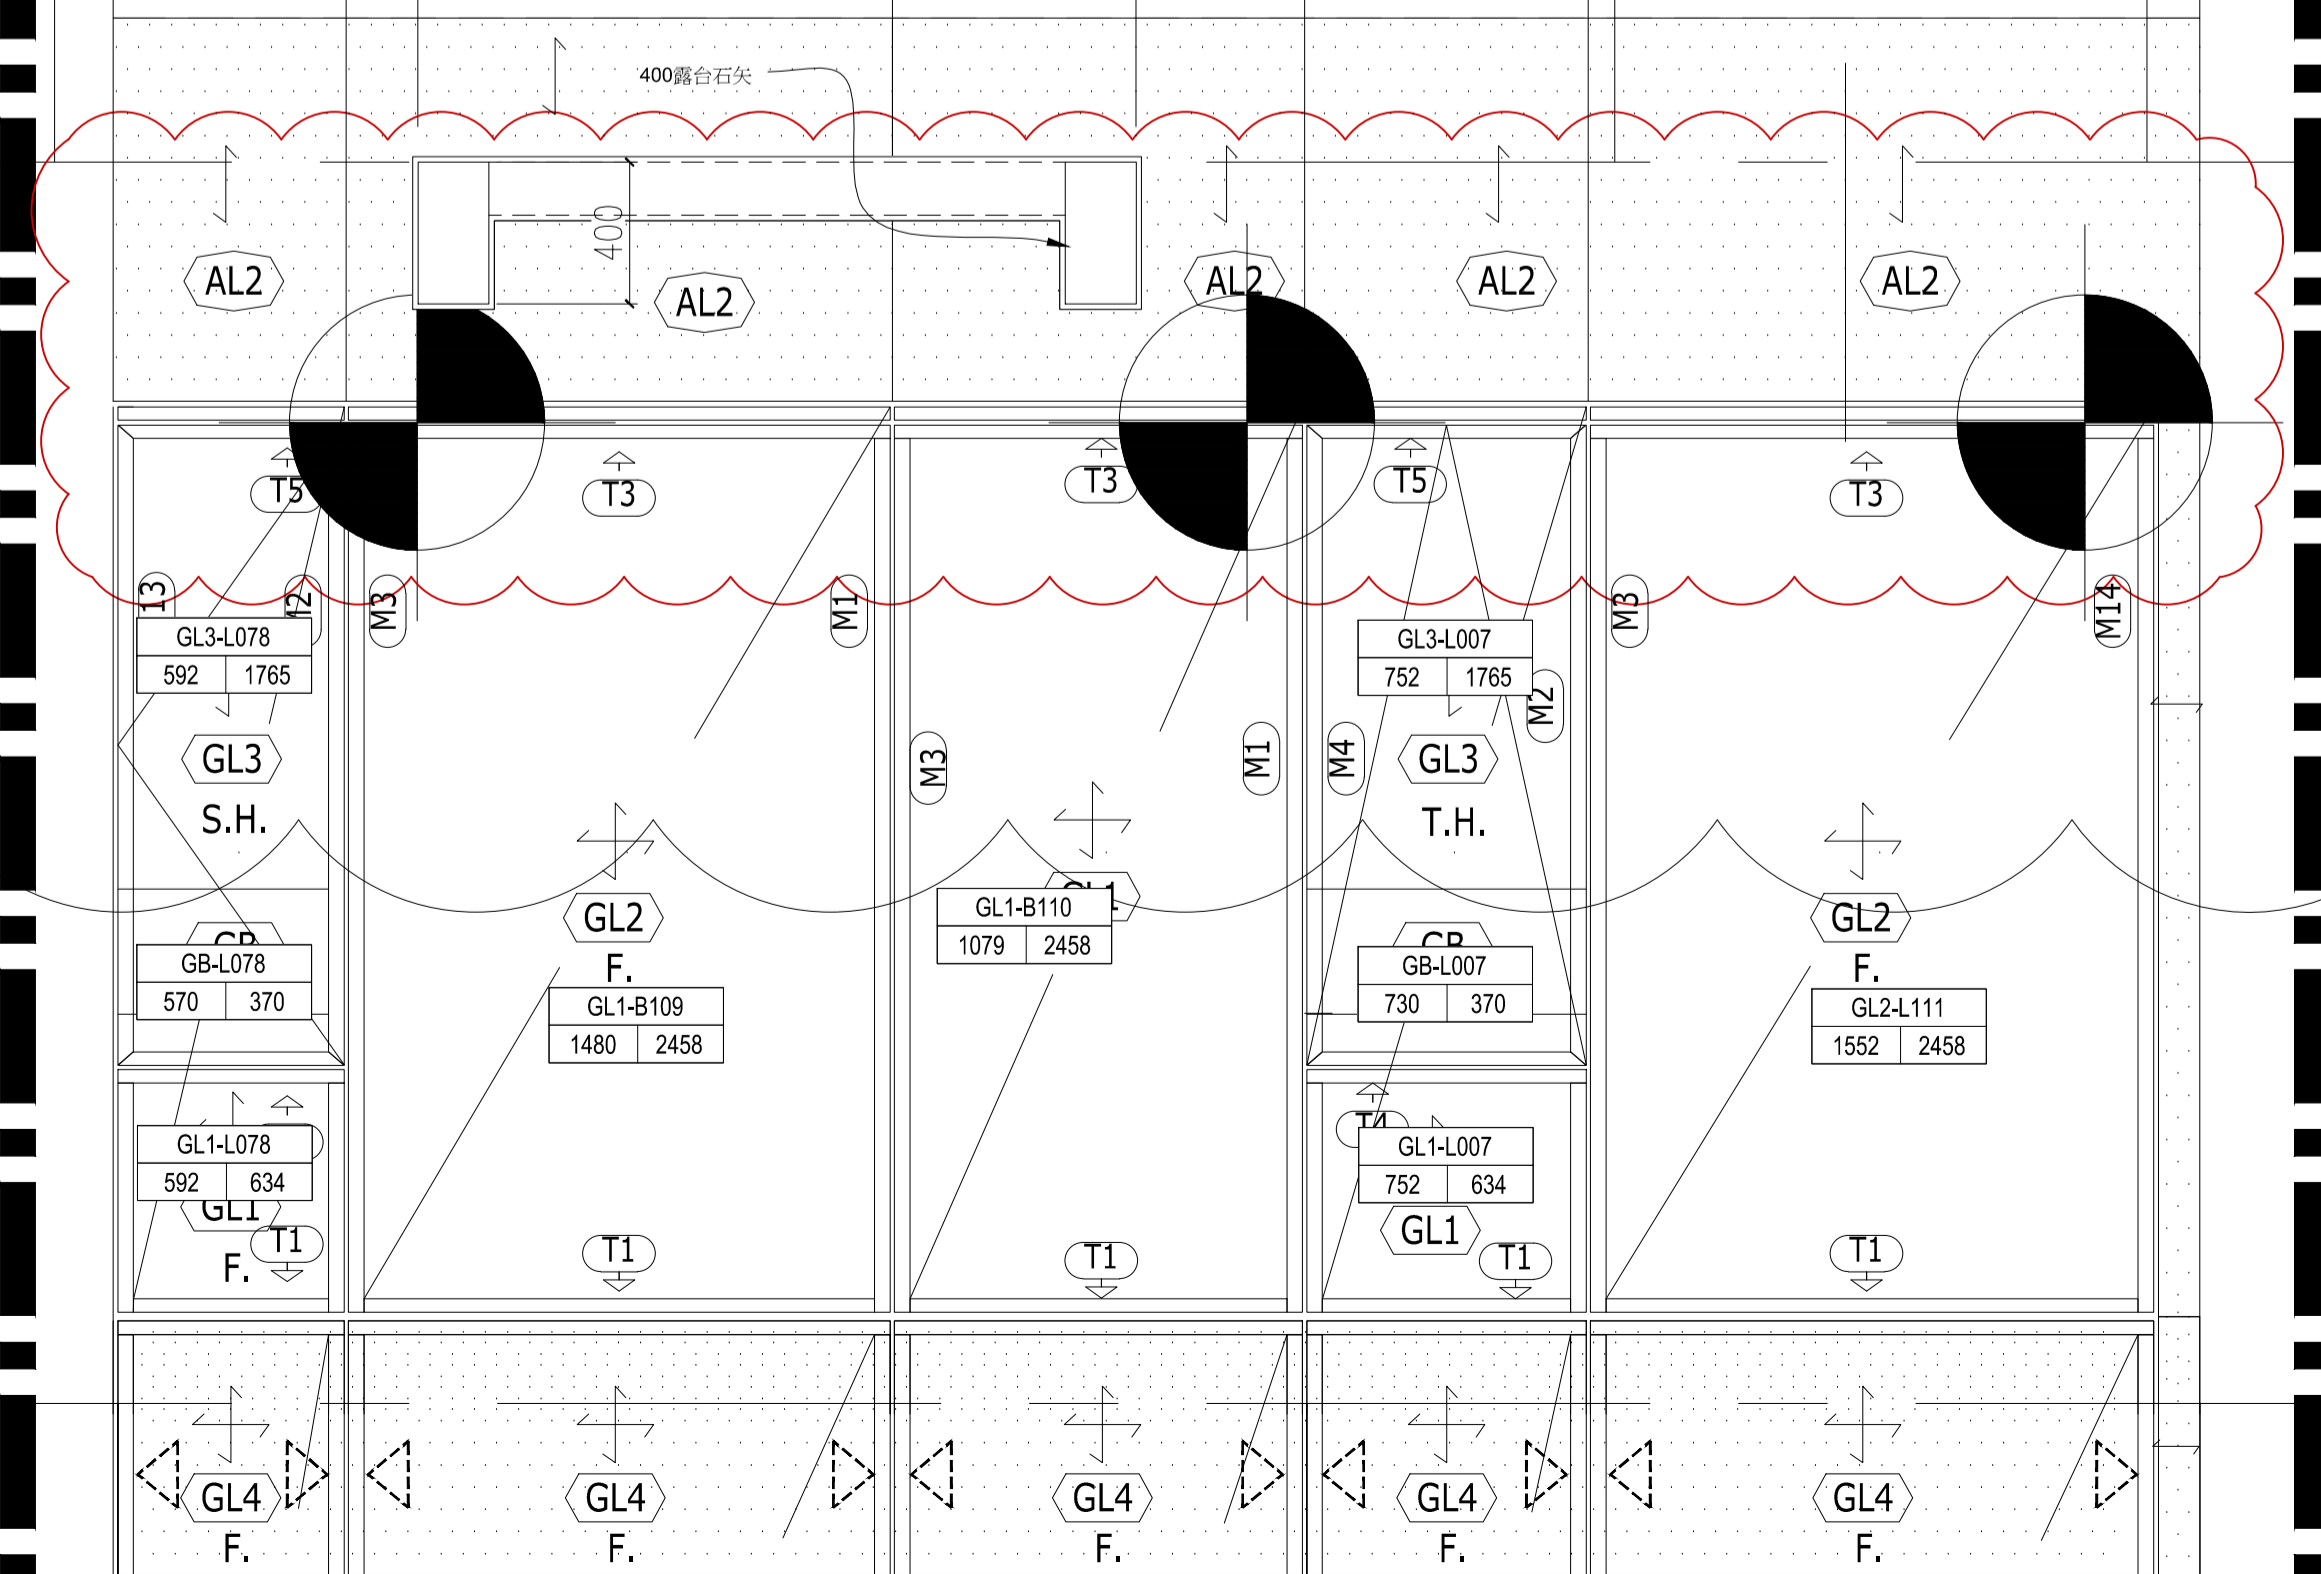 400露台石矢
400
AL2
AL2
AL2
AL2
AL2
T5
T3
T3
T5
T3
13
M2
M3
M1
M3
M14
GL3-L078
592 1765
GL3-L007
752 1765
M2
M3
M1
M4
GL3
S.H.
GL3
T.H.
GL2
F.
GL1-B110
1079 2458
GL2
F.
GB-L078
570 370
GB-L007
730 370
GL1-B109
1480 2458
GL2-L111
1552 2458
GL1-L078
592 634
T4
GL1-L007
752 634
GL1
F.
T1
T1
T1
GL1
T1
T1
GL4
F.
GL4
F.
GL4
F.
GL4
F.
GL4
F.